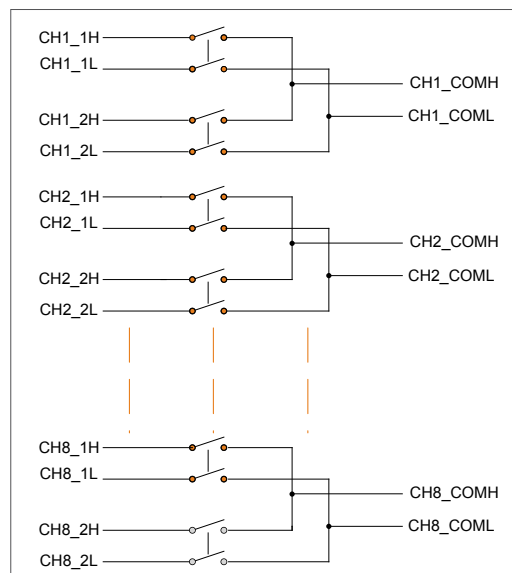 CH1_1H
CH1_1L
CH1_COMH
CH1_COML
CH1_2H
CH1_2L
CH2_1H
CH2_1L
CH2_COMH
CH2_COML
CH2_2H
CH2_2L
CH8_1H
CH8_1L
CH8_COMH
CH8_COML
CH8_2H
CH8_2L